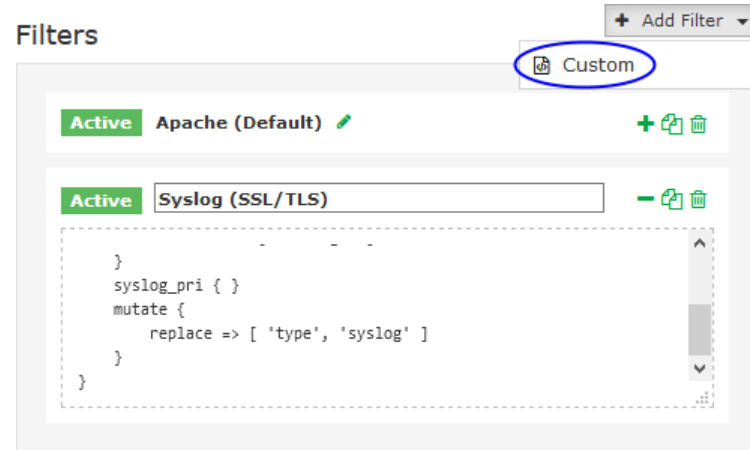 Filters
+ Add Filter
Custom
Active Apache (Default)
Active Syslog (SSL/TLS)
}
syslog_pri { }
mutate {
replace => [ 'type', 'syslog' ]
}
}